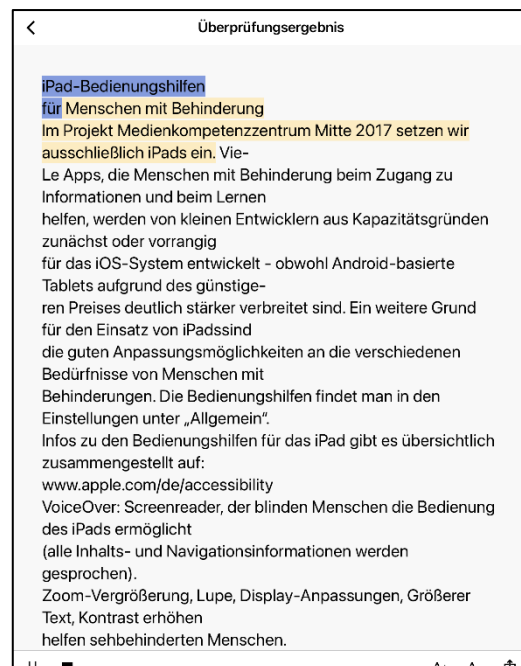 Überprüfungsergebnis
iPad-Bedienungshilfen
für Menschen mit Behinderung
Im Projekt Medienkompetenzzentrum Mitte 2017 setzen wir
ausschließlich iPads ein. Vie-
Le Apps, die Menschen mit Behinderung beim Zugang zu
Informationen und beim Lernen
helfen, werden von kleinen Entwicklern aus Kapazitätsgründen
zunächst oder vorrangig
für das iOS-System entwickelt - obwohl Android-basierte
Tablets aufgrund des günstige-
ren Preises deutlich stärker verbreitet sind. Ein weitere Grund
für den Einsatz von iPadssind
die guten Anpassungsmöglichkeiten an die verschiedenen
Bedürfnisse von Menschen mit
Behinderungen. Die Bedienungshilfen findet man in den
Einstellungen unter „Allgemein“.
Infos zu den Bedienungshilfen für das iPad gibt es übersichtlich
zusammengestellt auf:
www.apple.com/de/accessibility
VoiceOver: Screenreader, der blinden Menschen die Bedienung
des iPads ermöglicht
(alle Inhalts- und Navigationsinformationen werden
gesprochen).
Zoom-Vergrößerung, Lupe, Display-Anpassungen, Größerer
Text, Kontrast erhöhen
helfen sehbehinderten Menschen.